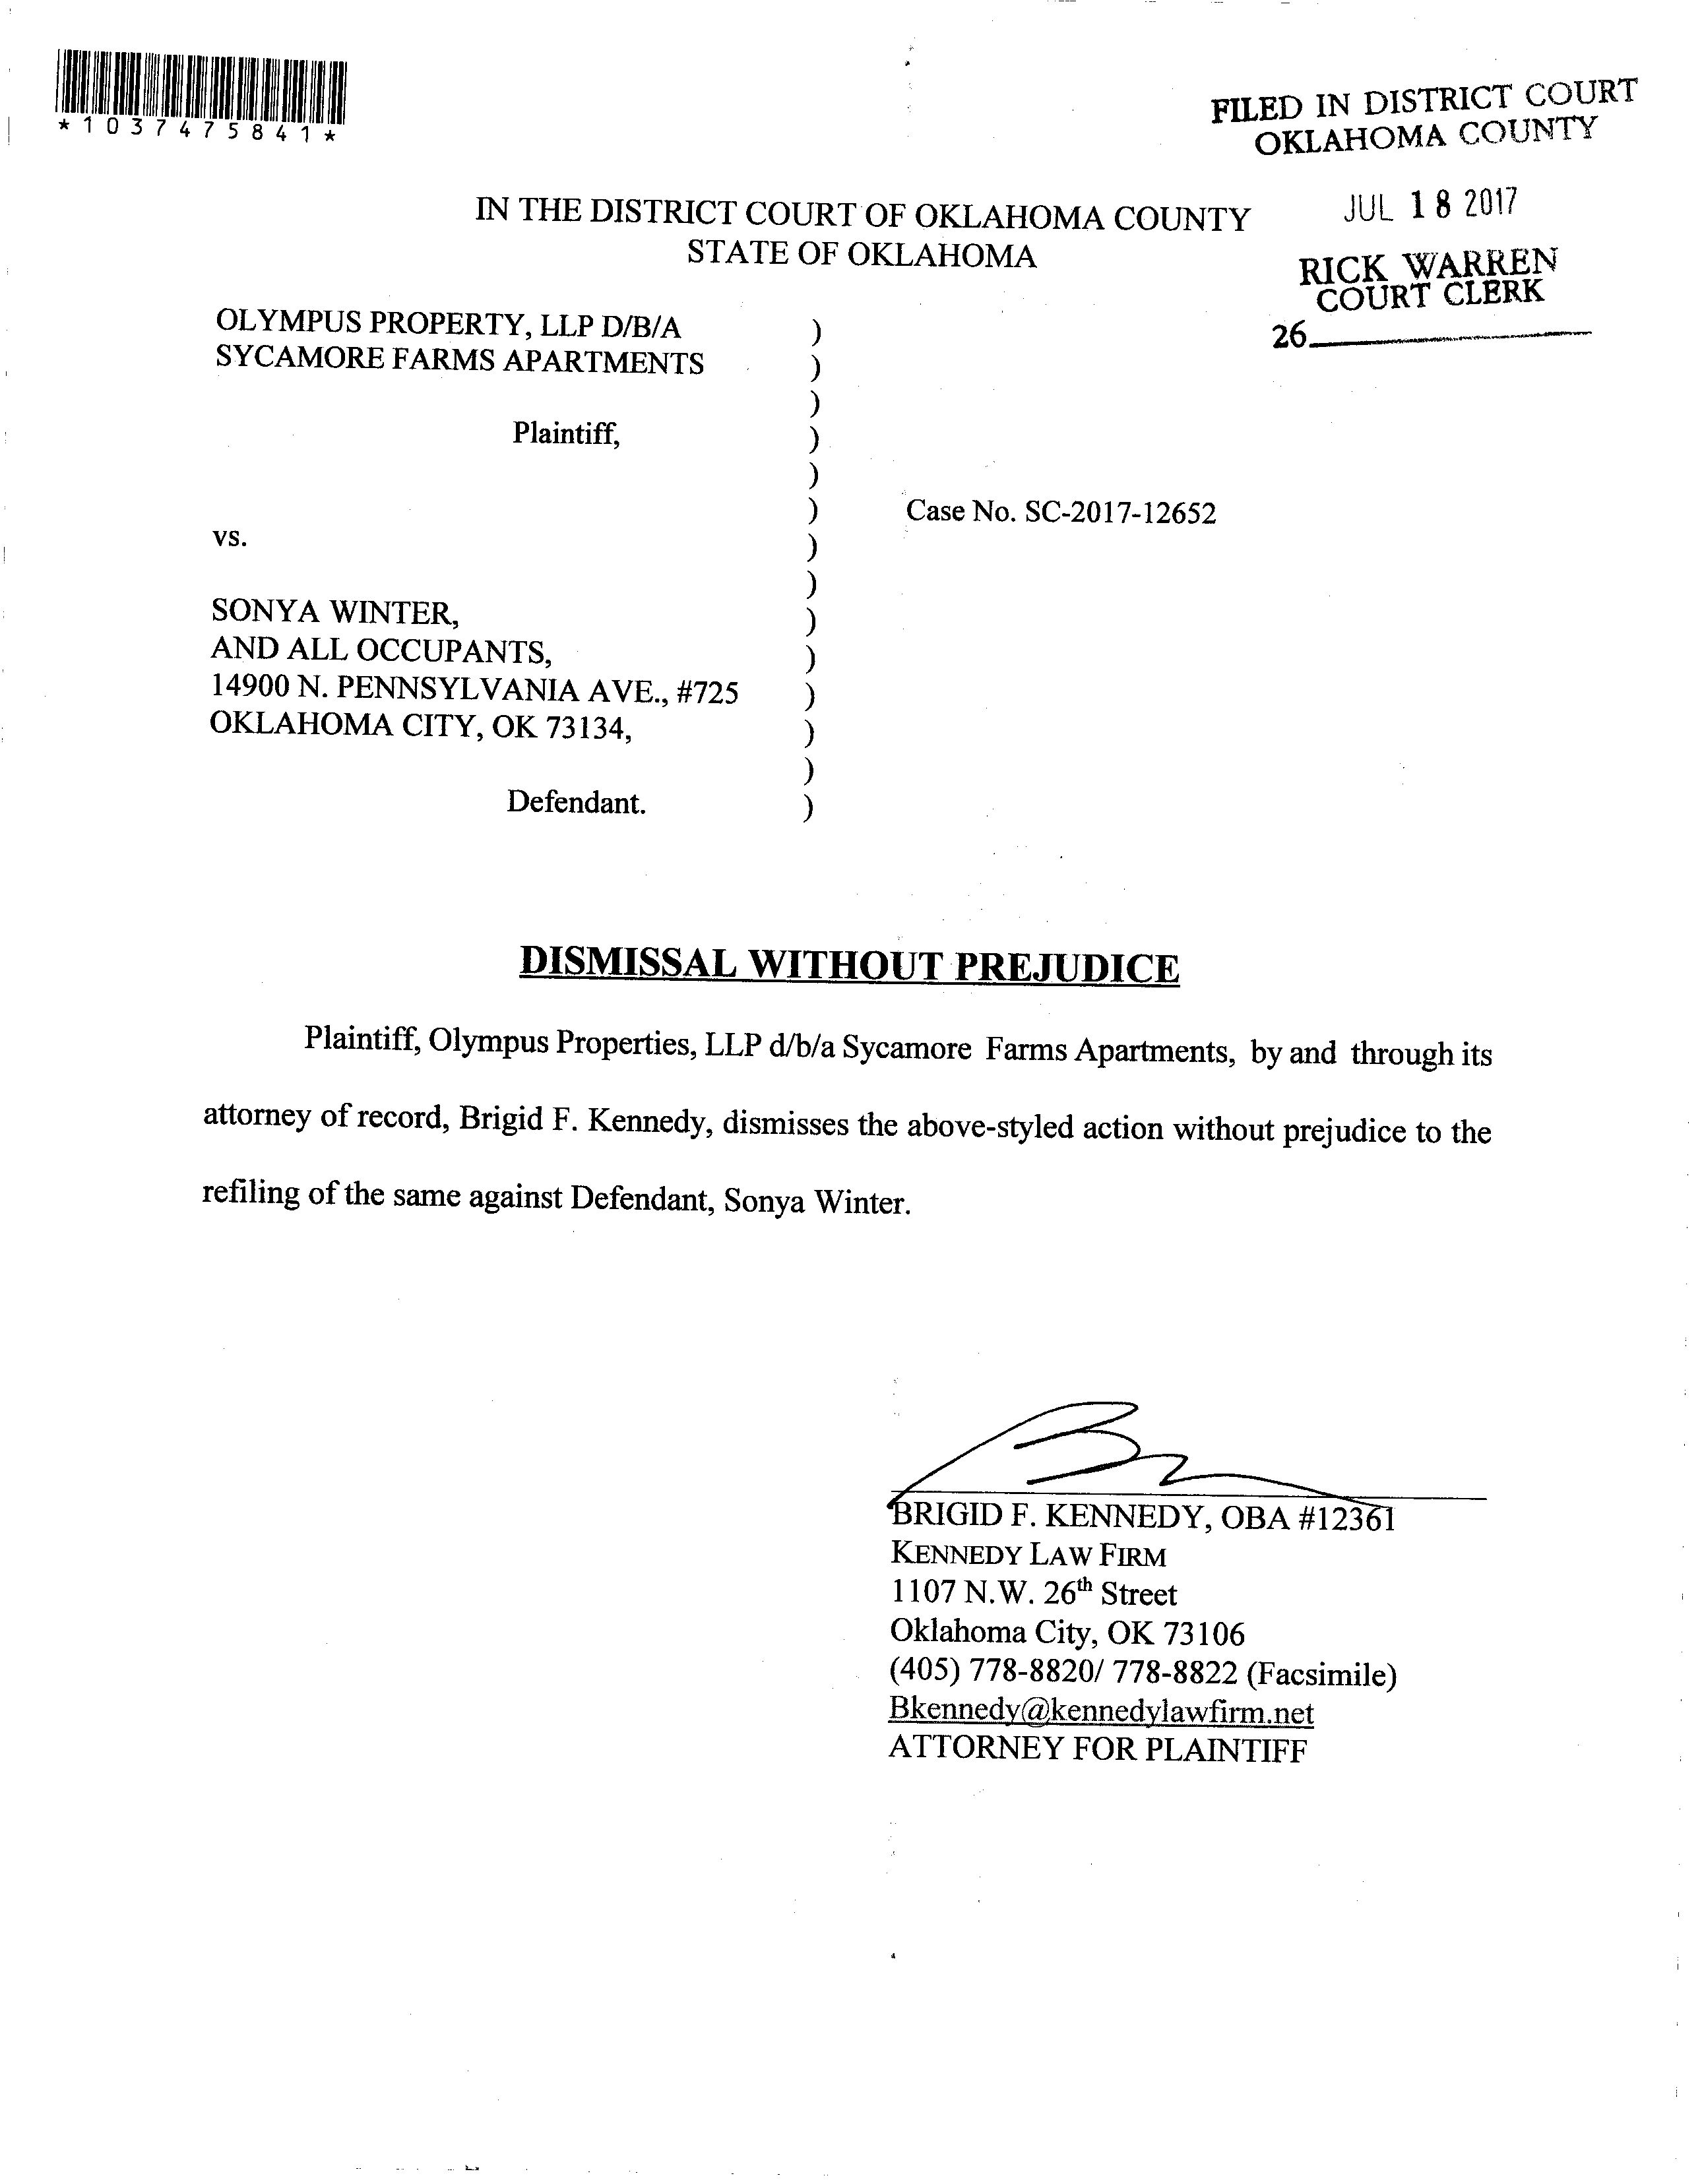 *1037475841*
FILED IN DISTRICT COURT
OKLAHOMA COUNTY
JUL 18 2017
RICK WARREN
COURT CLERK
26
IN THE DISTRICT COURT OF OKLAHOMA COUNTY
STATE OF OKLAHOMA
OLYMPUS PROPERTY, LLP D/B/A )
SYCAMORE FARMS APARTMENTS )
)
Plaintiff, )
)
) Case No. SC-2017-12652
vs. )
)
SONYA WINTER, )
AND ALL OCCUPANTS, )
14900 N. PENNSYLVANIA AVE., #725 )
OKLAHOMA CITY, OK 73134, )
)
Defendant. )
DISMISSAL WITHOUT PREJUDICE
Plaintiff, Olympus Properties, LLP d/b/a Sycamore Farms Apartments, by and through its
attorney of record, Brigid F. Kennedy, dismisses the above-styled action without prejudice to the
refiling of the same against Defendant, Sonya Winter.
BRIGID F. KENNEDY, OBA #12361
KENNEDY LAW FIRM
1107 N.W. 26th Street
Oklahoma City, OK 73106
(405) 778-8820/ 778-8822 (Facsimile)
Bkennedy@kennedylawfirm.net
ATTORNEY FOR PLAINTIFF